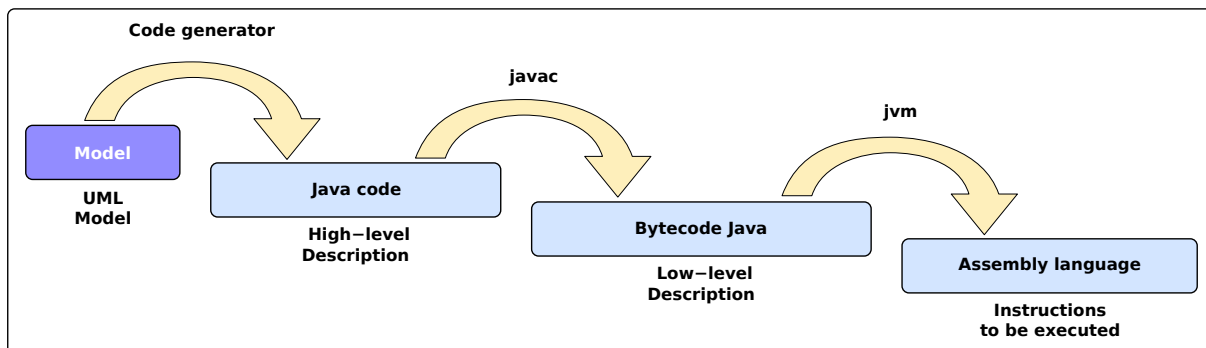 Code generator
javac
jvm
Model
UML
Model
Java code
High−level
Description
Bytecode Java
Low−level
Description
Assembly language
Instructions
to be executed